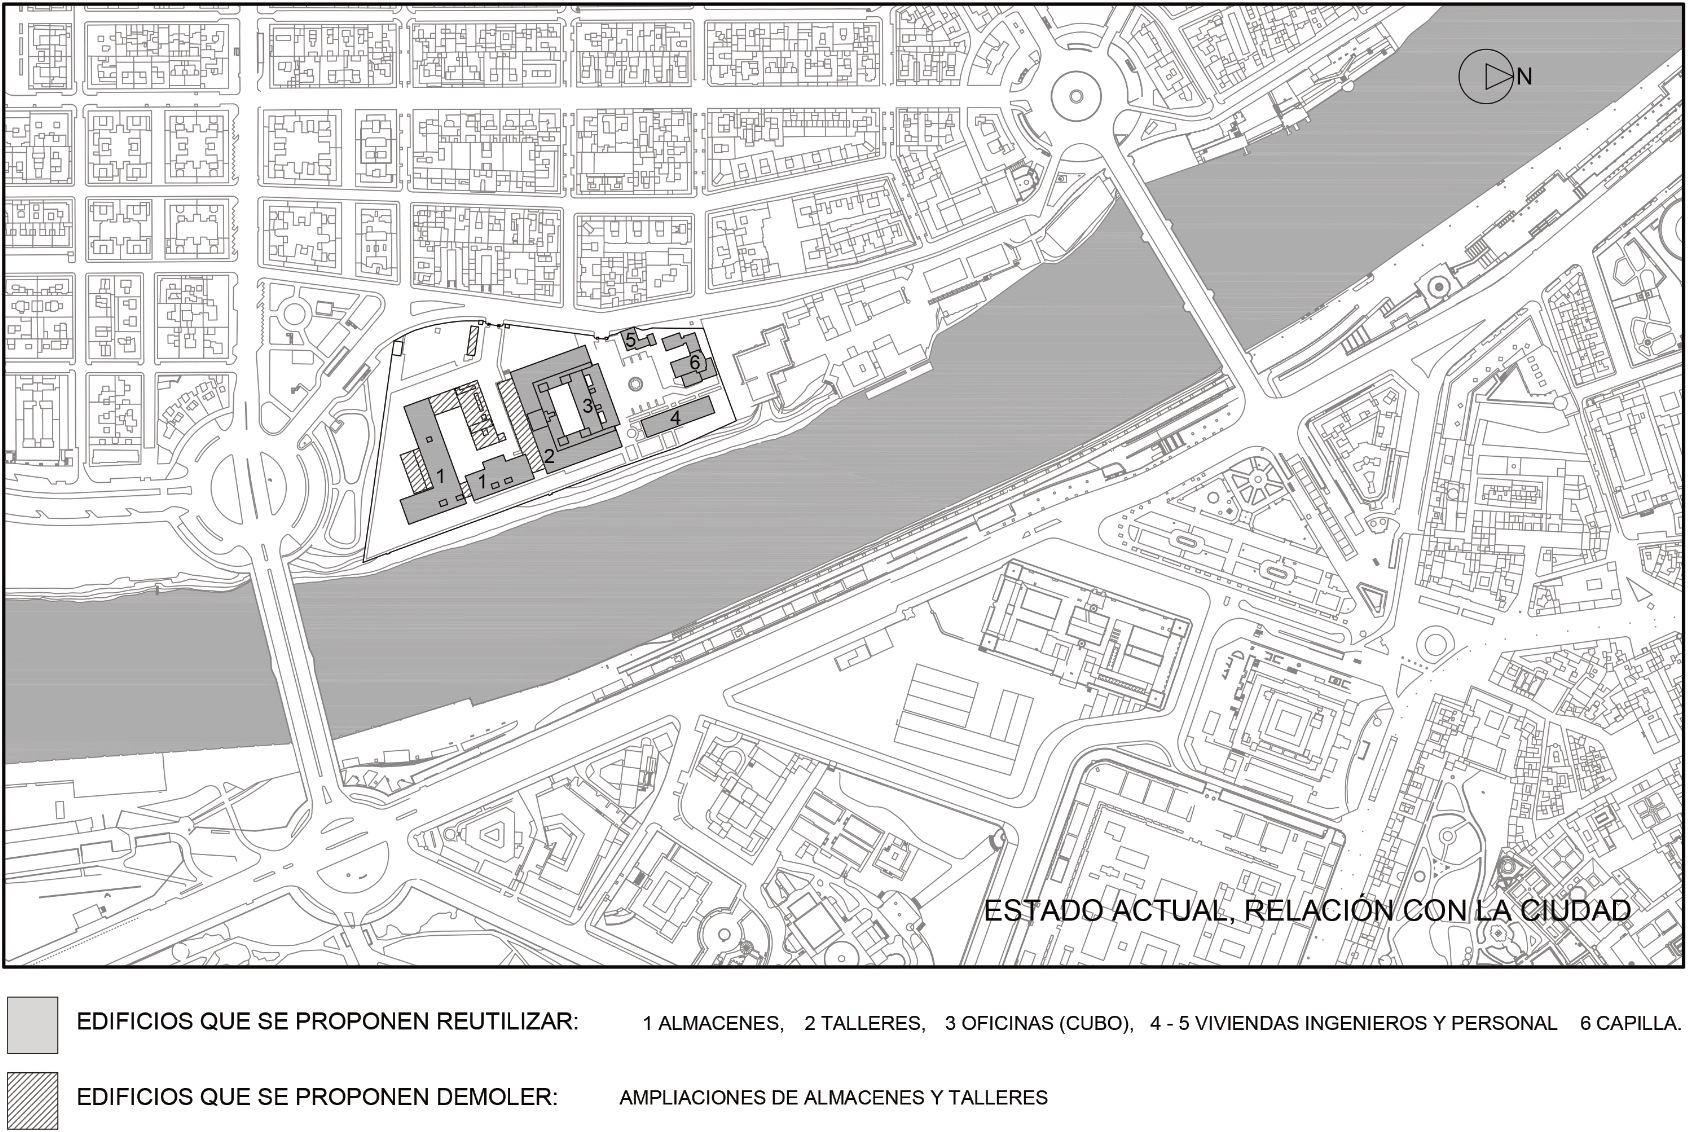 N
5
6
3
4
2
1
1
ESTADO ACTUAL, RELACIÓN CON LA CIUDAD
EDIFICIOS QUE SE PROPONEN REUTILIZAR: 1 ALMACENES, 2 TALLERES, 3 OFICINAS (CUBO), 4 - 5 VIVIENDAS INGENIEROS Y PERSONAL 6 CAPILLA.
EDIFICIOS QUE SE PROPONEN DEMOLER: AMPLIACIONES DE ALMACENES Y TALLERES